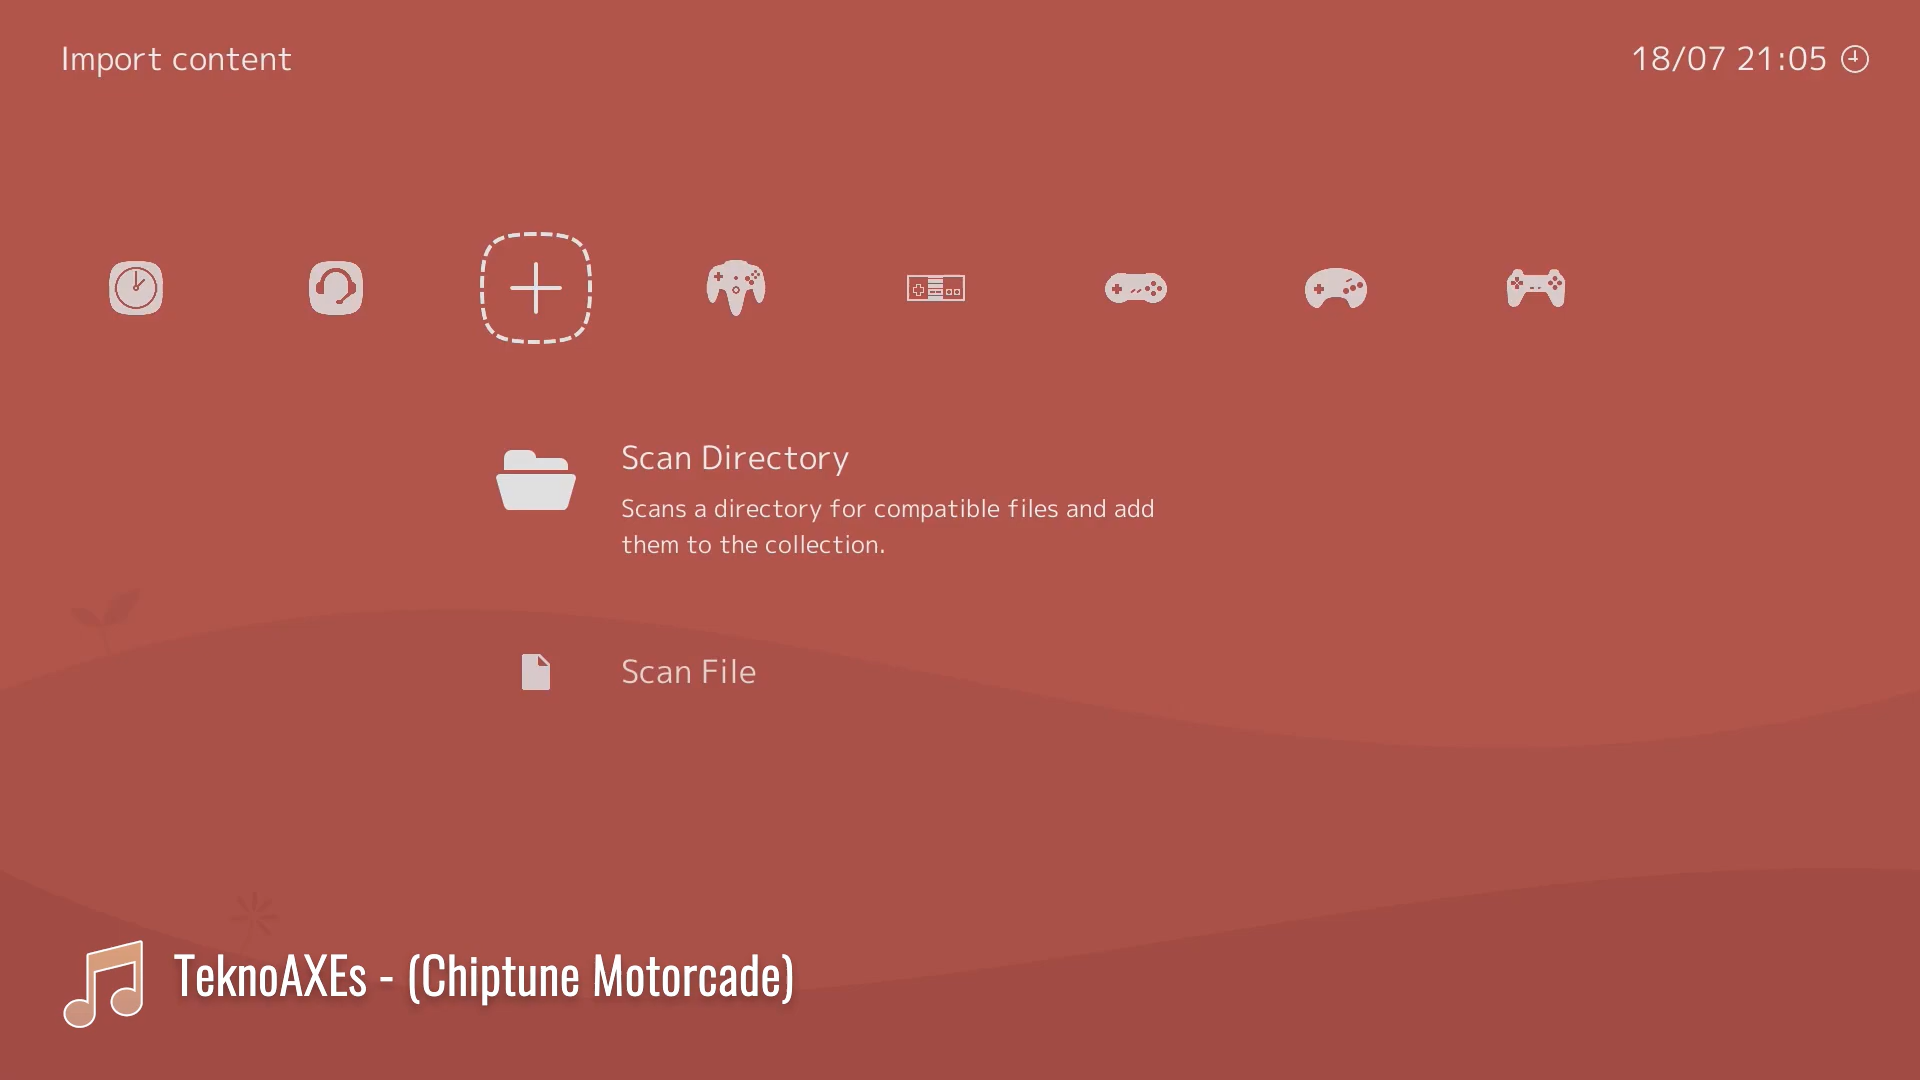 Import content
18/07 21:05
Scan Directory
Scans a directory for compatible files and add
them to the collection.
Scan File
TeknoAXEs - (Chiptune Motorcade)